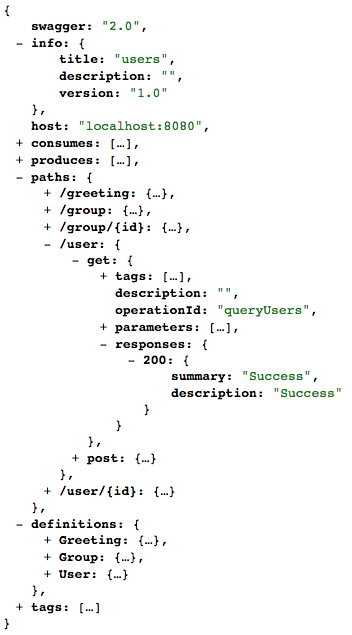 {
swagger: "2.0",
− info: {
title: "users",
description: "",
version: "1.0"
},
host: "localhost:8080",
+ consumes: […],
+ produces: […],
− paths: {
+ /greeting: {…},
+ /group: {…},
+ /group/{id}: {…},
− /user: {
− get: {
+ tags: […],
description: "",
operationId: "queryUsers",
+ parameters: […],
− responses: {
− 200: {
summary: "Success",
description: "Success"
}
}
},
+ post: {…}
},
+ /user/{id}: {…}
},
− definitions: {
+ Greeting: {…},
+ Group: {…},
+ User: {…}
},
+ tags: […]
}